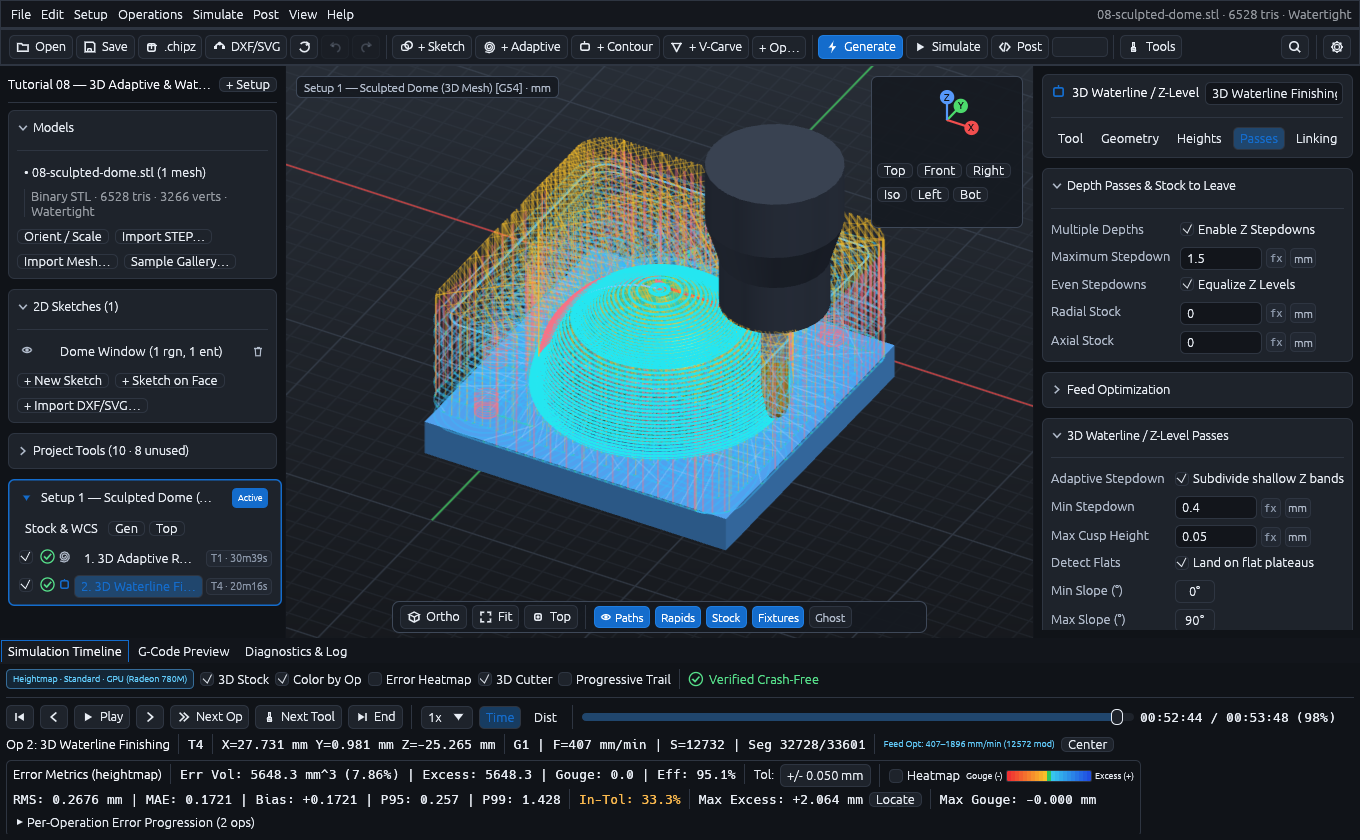 File Edit Setup Operations Simulate Post View Help
08-sculpted-dome.stl · 6528 tris · Watertight
Open Save .chipz DXF/SVG + Sketch + Adaptive + Contour + V-Carve + Op… Generate Simulate Post Tools
Tutorial 08 — 3D Adaptive & Wat… + Setup
Models
• 08-sculpted-dome.stl (1 mesh)
Binary STL · 6528 tris · 3266 verts ·
Watertight
Orient / Scale Import STEP…
Import Mesh… Sample Gallery…
2D Sketches (1)
Dome Window (1 rgn, 1 ent)
+ New Sketch + Sketch on Face
+ Import DXF/SVG…
Project Tools (10 · 8 unused)
Setup 1 — Sculpted Dome (… Active
Stock & WCS Gen Top
1. 3D Adaptive R… T1 · 30m39s
2. 3D Waterline Fi… T4 · 20m16s
Setup 1 — Sculpted Dome (3D Mesh) [G54] · mm
Z
Y
X
Top Front Right
Iso Left Bot
Ortho Fit Top Paths Rapids Stock Fixtures Ghost
3D Waterline / Z-Level 3D Waterline Finishing
Tool Geometry Heights Passes Linking
Depth Passes & Stock to Leave
Multiple Depths Enable Z Stepdowns
Maximum Stepdown 1.5 fx mm
Even Stepdowns Equalize Z Levels
Radial Stock 0 fx mm
Axial Stock 0 fx mm
Feed Optimization
3D Waterline / Z-Level Passes
Adaptive Stepdown Subdivide shallow Z bands
Min Stepdown 0.4 fx mm
Max Cusp Height 0.05 fx mm
Detect Flats Land on flat plateaus
Min Slope (°) 0°
Max Slope (°) 90°
Simulation Timeline G-Code Preview Diagnostics & Log
Heightmap · Standard · GPU (Radeon 780M) 3D Stock Color by Op Error Heatmap 3D Cutter Progressive Trail Verified Crash-Free
Play Next Op Next Tool End 1x Time Dist 00:52:44 / 00:53:48 (98%)
Op 2: 3D Waterline Finishing T4 X=27.731 mm Y=0.981 mm Z=-25.265 mm G1 | F=407 mm/min | S=12732 | Seg 32728/33601 Feed Opt: 407–1896 mm/min (12572 mod) Center
Error Metrics (heightmap) Err Vol: 5648.3 mm^3 (7.86%) | Excess: 5648.3 | Gouge: 0.0 | Eff: 95.1% Tol: +/- 0.050 mm Heatmap Gouge (-) Excess (+)
RMS: 0.2676 mm | MAE: 0.1721 | Bias: +0.1721 | P95: 0.257 | P99: 1.428 In-Tol: 33.3% Max Excess: +2.064 mm Locate Max Gouge: -0.000 mm
Per-Operation Error Progression (2 ops)